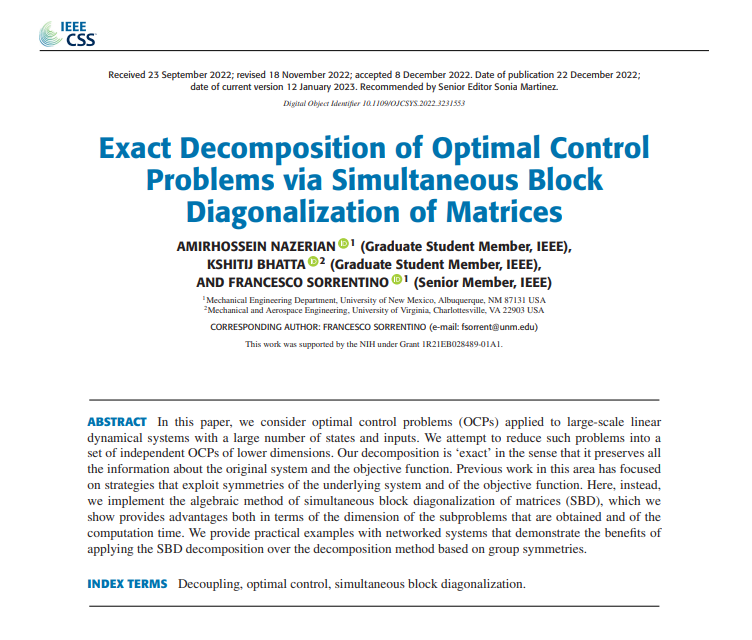 IEEE
CSS
Received 23 September 2022; revised 18 November 2022; accepted 8 December 2022. Date of publication 22 December 2022;
date of current version 12 January 2023. Recommended by Senior Editor Sonia Martinez.
Digital Object Identifier 10.1109/OJCSYS.2022.3231553
Exact Decomposition of Optimal Control
Problems via Simultaneous Block
Diagonalization of Matrices
AMIRHOSSEIN NAZERIAN iD 1 (Graduate Student Member, IEEE),
KSHITIJ BHATTA iD 2 (Graduate Student Member, IEEE),
AND FRANCESCO SORRENTINO iD 1 (Senior Member, IEEE)
1 Mechanical Engineering Department, University of New Mexico, Albuquerque, NM 87131 USA
2 Mechanical and Aerospace Engineering, University of Virginia, Charlottesville, VA 22903 USA
CORRESPONDING AUTHOR: FRANCESCO SORRENTINO (e-mail: fsorrent@unm.edu)
This work was supported by the NIH under Grant 1R21EB028489-01A1.
ABSTRACT In this paper, we consider optimal control problems (OCPs) applied to large-scale linear
dynamical systems with a large number of states and inputs. We attempt to reduce such problems into a
set of independent OCPs of lower dimensions. Our decomposition is ‘exact’ in the sense that it preserves all
the information about the original system and the objective function. Previous work in this area has focused
on strategies that exploit symmetries of the underlying system and of the objective function. Here, instead,
we implement the algebraic method of simultaneous block diagonalization of matrices (SBD), which we
show provides advantages both in terms of the dimension of the subproblems that are obtained and of the
computation time. We provide practical examples with networked systems that demonstrate the benefits of
applying the SBD decomposition over the decomposition method based on group symmetries.
INDEX TERMS Decoupling, optimal control, simultaneous block diagonalization.